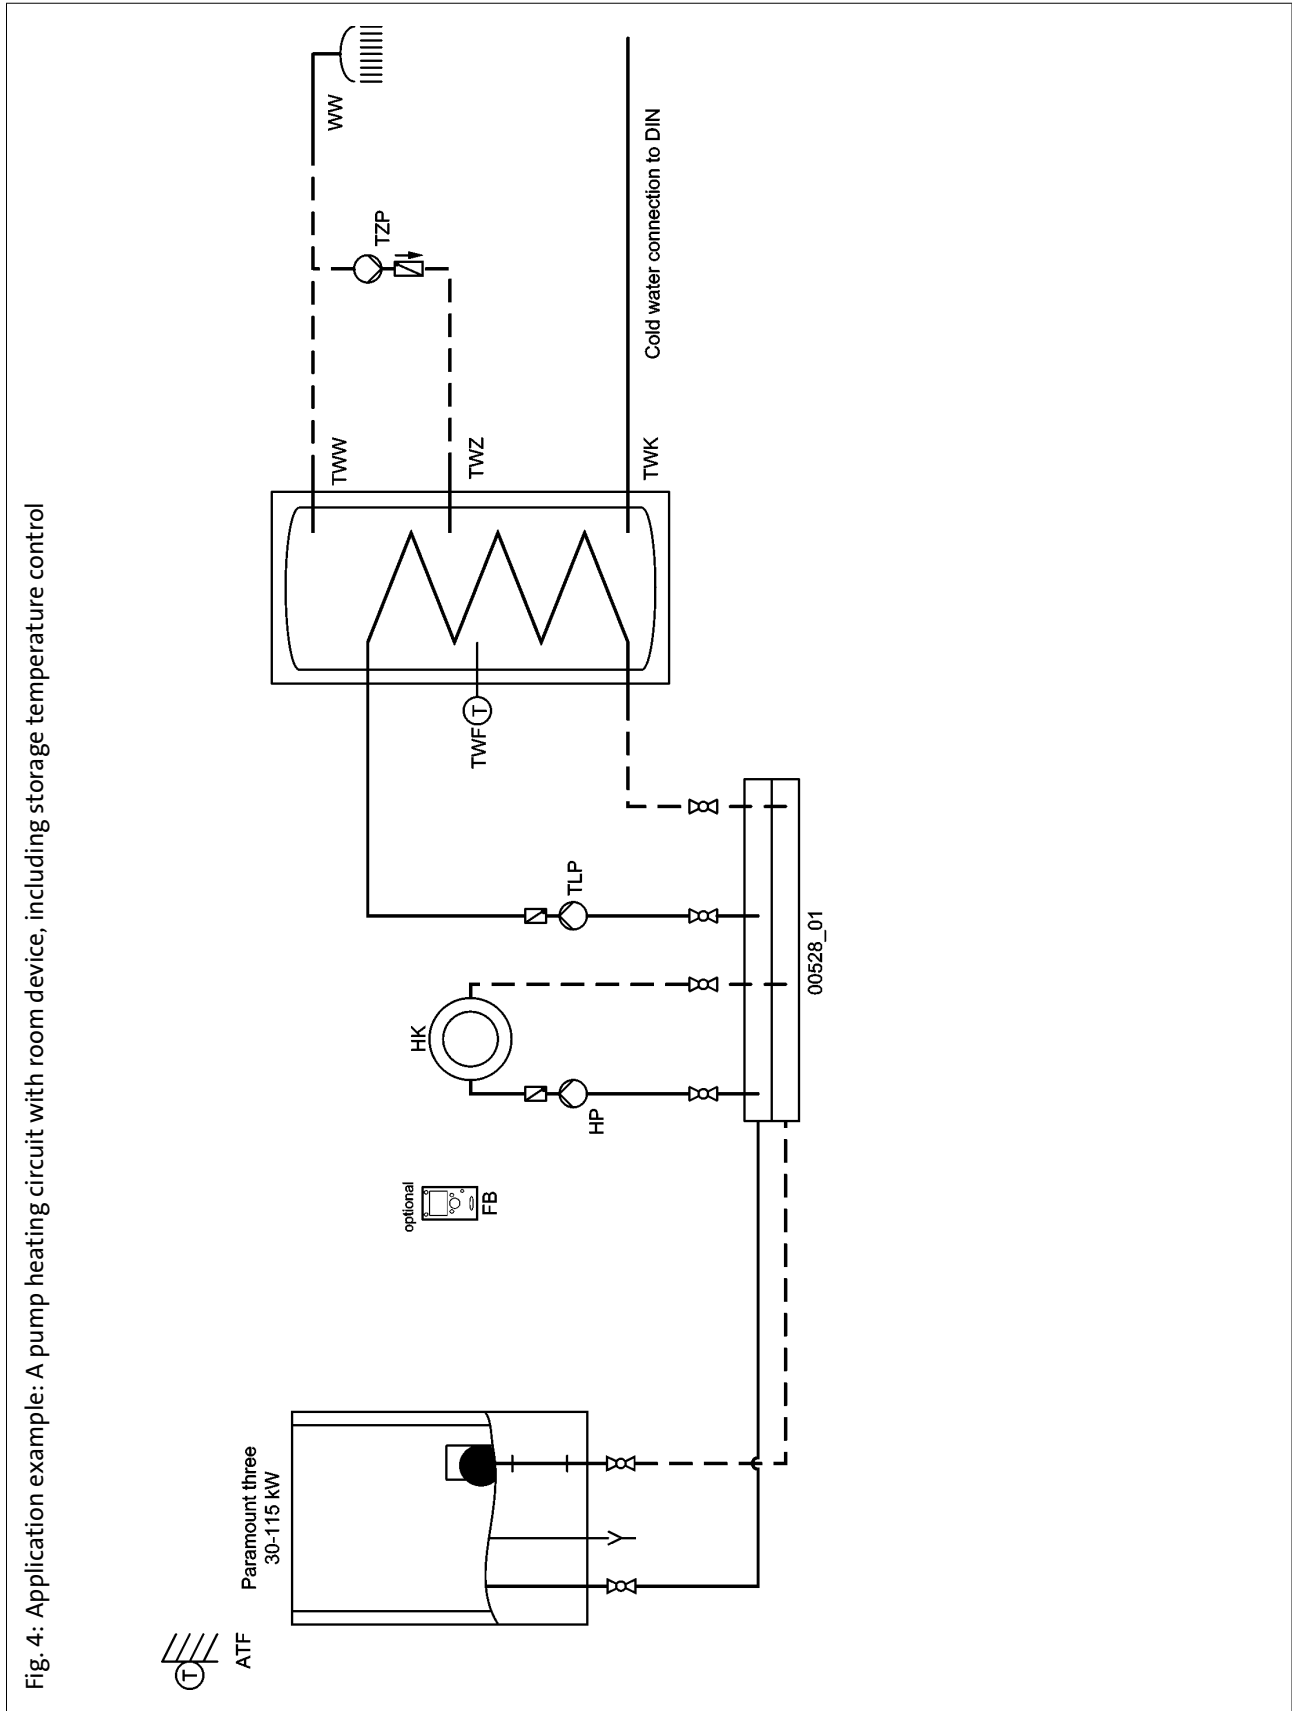 Fig. 4: Application example: A pump heating circuit with room device, including storage temperature control
T
ATF
Paramount three
30-115 kW
optional
FB
HK
HP
TLP
TWF
T
TWW
TWZ
TWK
TZP
WW
Cold water connection to DIN
00528_01